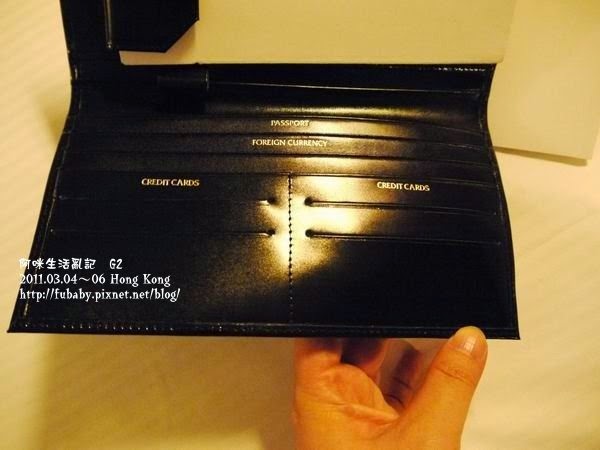 PASSPORT
FOREIGN CURRENCY
CREDIT CARDS CREDIT CARDS
阿咪生活亂記 G2
2011.03.04~06 Hong Kong
http://fubaby.pixnet.net/blog/